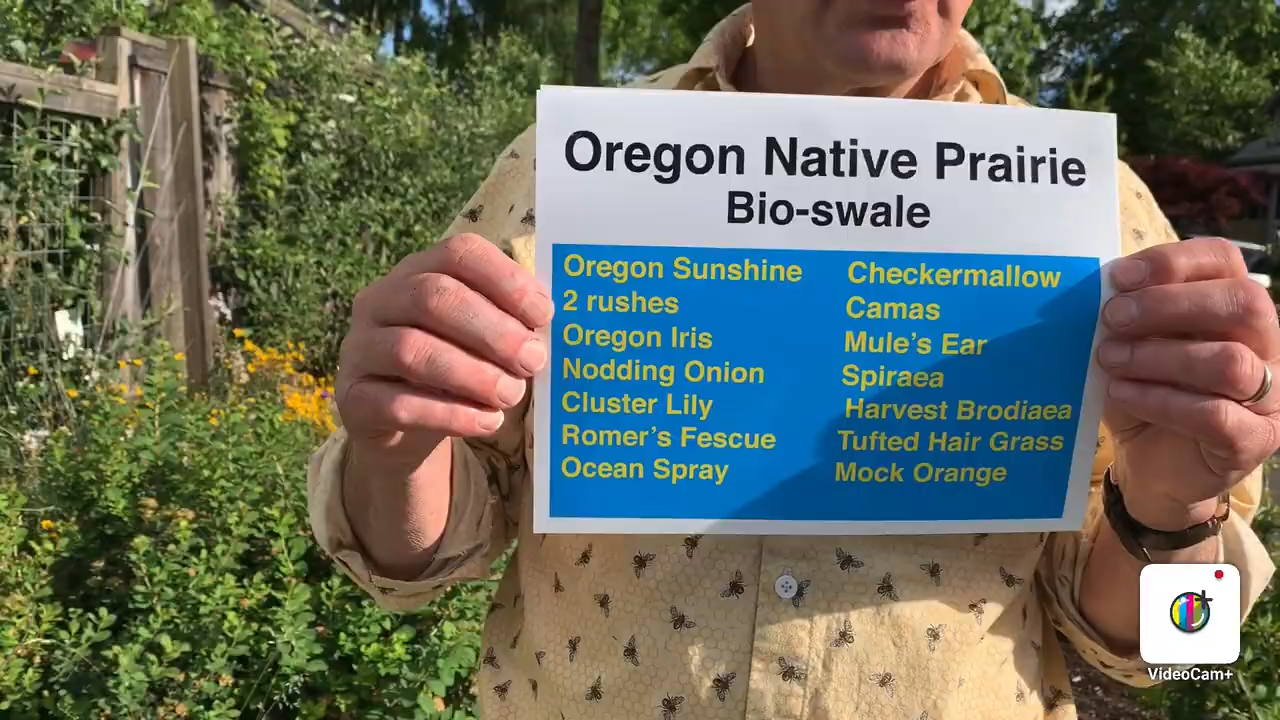 Oregon Native Prairie
Bio-swale
Oregon Sunshine
2 rushes
Oregon Iris
Nodding Onion
Cluster Lily
Romer's Fescue
Ocean Spray
Checkermallow
Camas
Mule's Ear
Spiraea
Harvest Brodiaea
Tufted Hair Grass
Mock Orange
VideoCam+